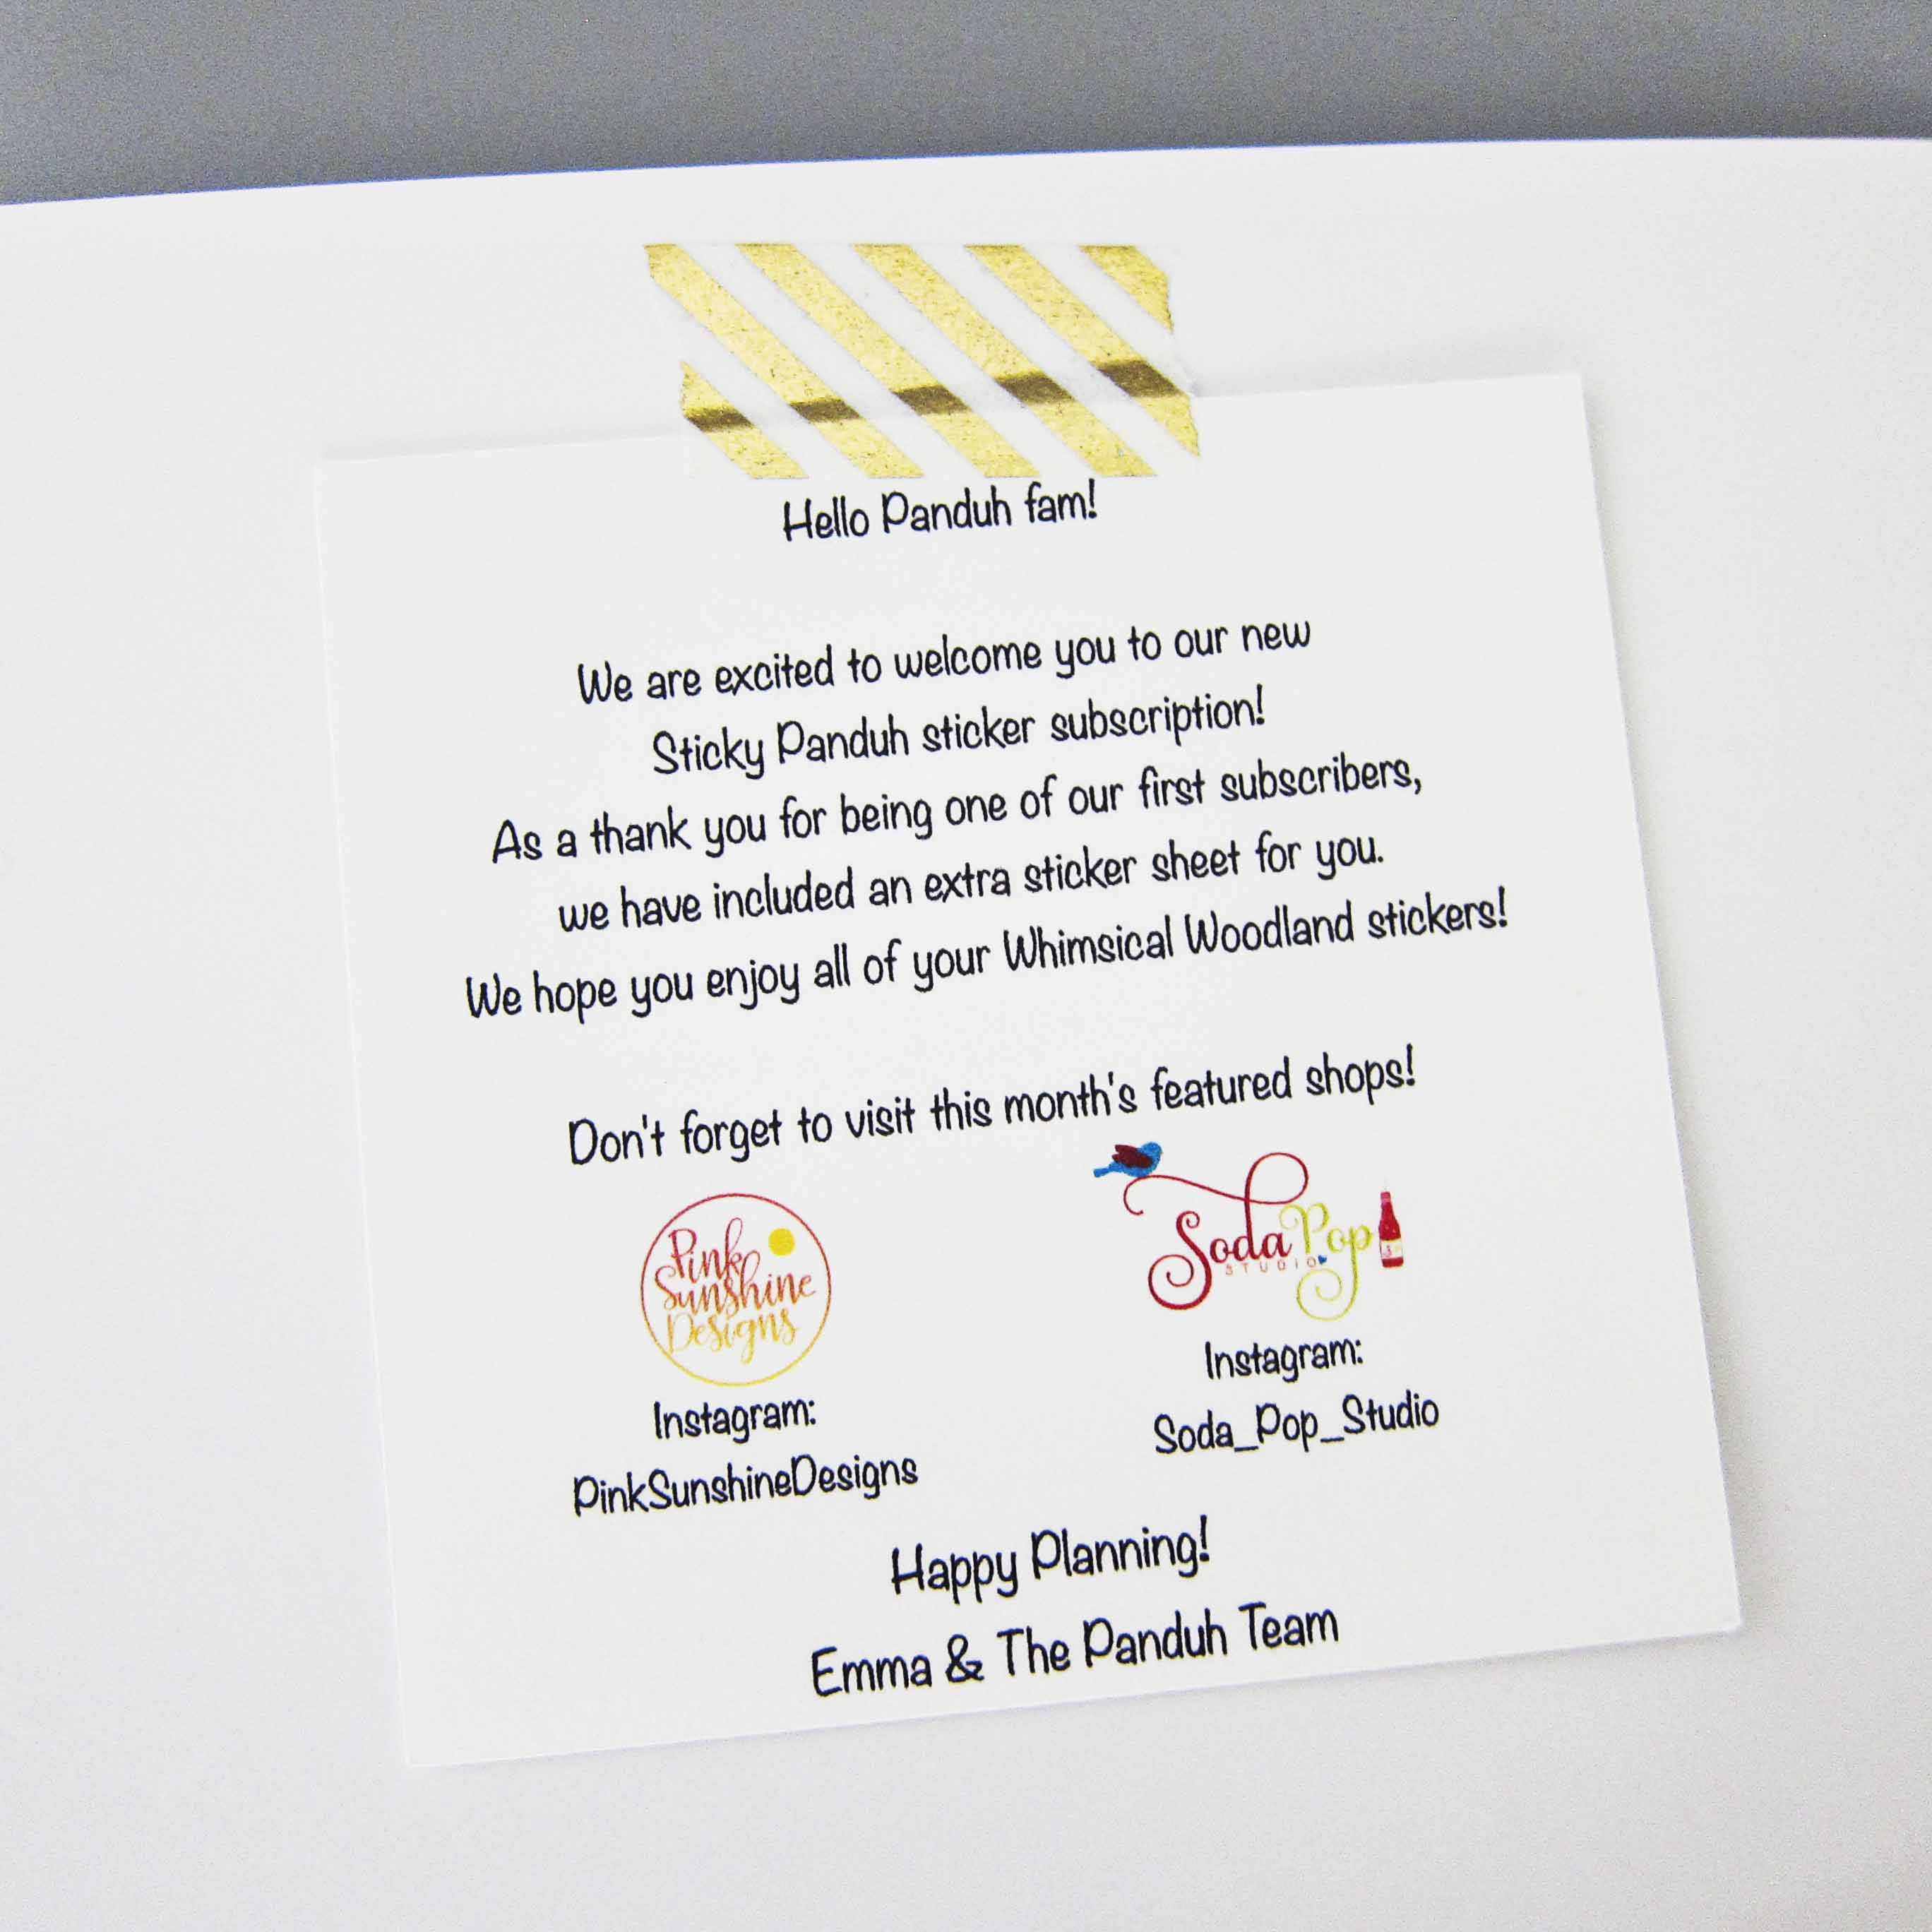 Hello Panduh fam!
We are excited to welcome you to our new
Sticky Panduh sticker subscription!
As a thank you for being one of our first subscribers,
we have included an extra sticker sheet for you.
We hope you enjoy all of your Whimsical Woodland stickers!
Don't forget to visit this month's featured shops!
Pink
Sunshine
Designs
Instagram:
PinkSunshineDesigns
Soda Pop
STUDIO
Instagram:
Soda_Pop_Studio
Happy Planning!
Emma & The Panduh Team